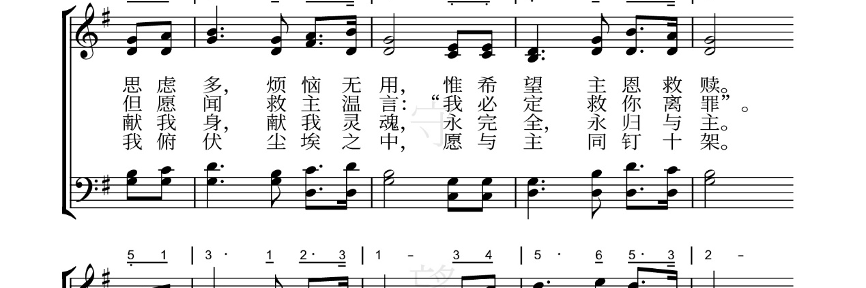 思虑多，烦恼无用，惟希望主恩救赎。
但愿闻救主温言：“我必定救你离罪”。
献我身，献我灵魂，永完全，永归与主。
我俯伏尘埃之中，愿与主同钉十架。
5 1 | 3 · 1 2· 3 | 1 – 3 4 | 5 · 6 5· 3 | 2 –